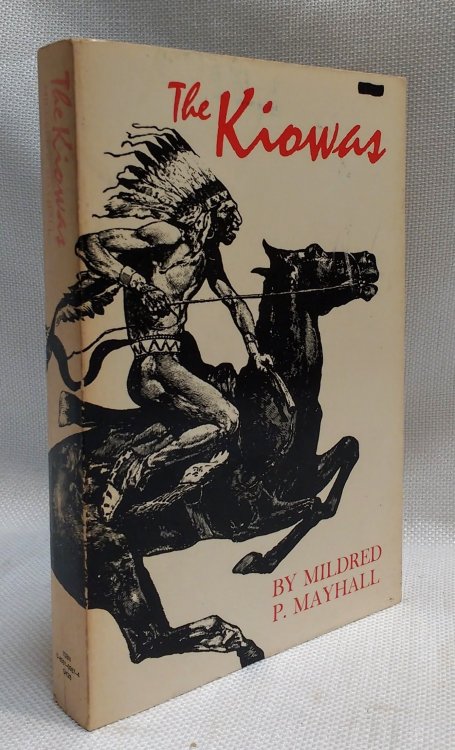 The Kiowas
BY MILDRED
P. MAYHALL
The Kiowas